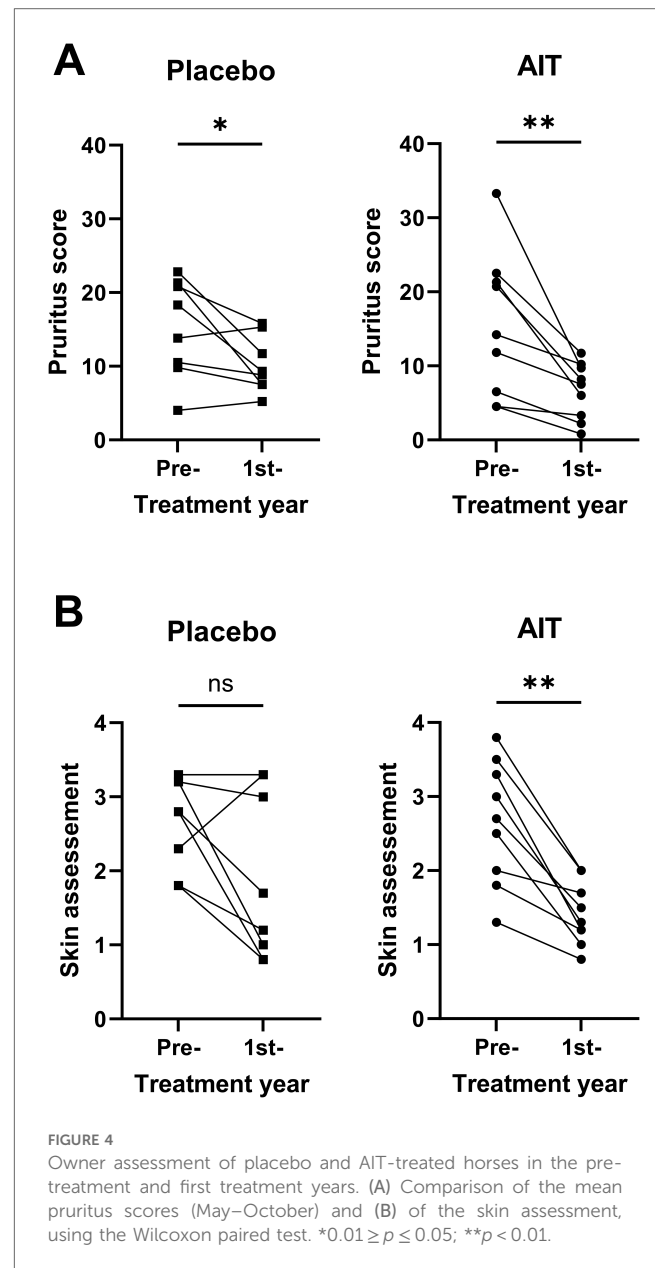 A
Placebo
AIT
*
**
Pruritus score
40
30
20
10
0
Pre-
1st-
Treatment year
Pruritus score
40
30
20
10
0
Pre-
1st-
Treatment year
B
Placebo
AIT
ns
**
Skin assessement
4
3
2
1
0
Pre-
1st-
Treatment year
Skin assessement
4
3
2
1
0
Pre-
1st-
Treatment year
FIGURE 4
Owner assessment of placebo and AIT-treated horses in the pre-
treatment and first treatment years. (A) Comparison of the mean
pruritus scores (May–October) and (B) of the skin assessment,
using the Wilcoxon paired test. *0.01 ≥ p ≤ 0.05; **p < 0.01.